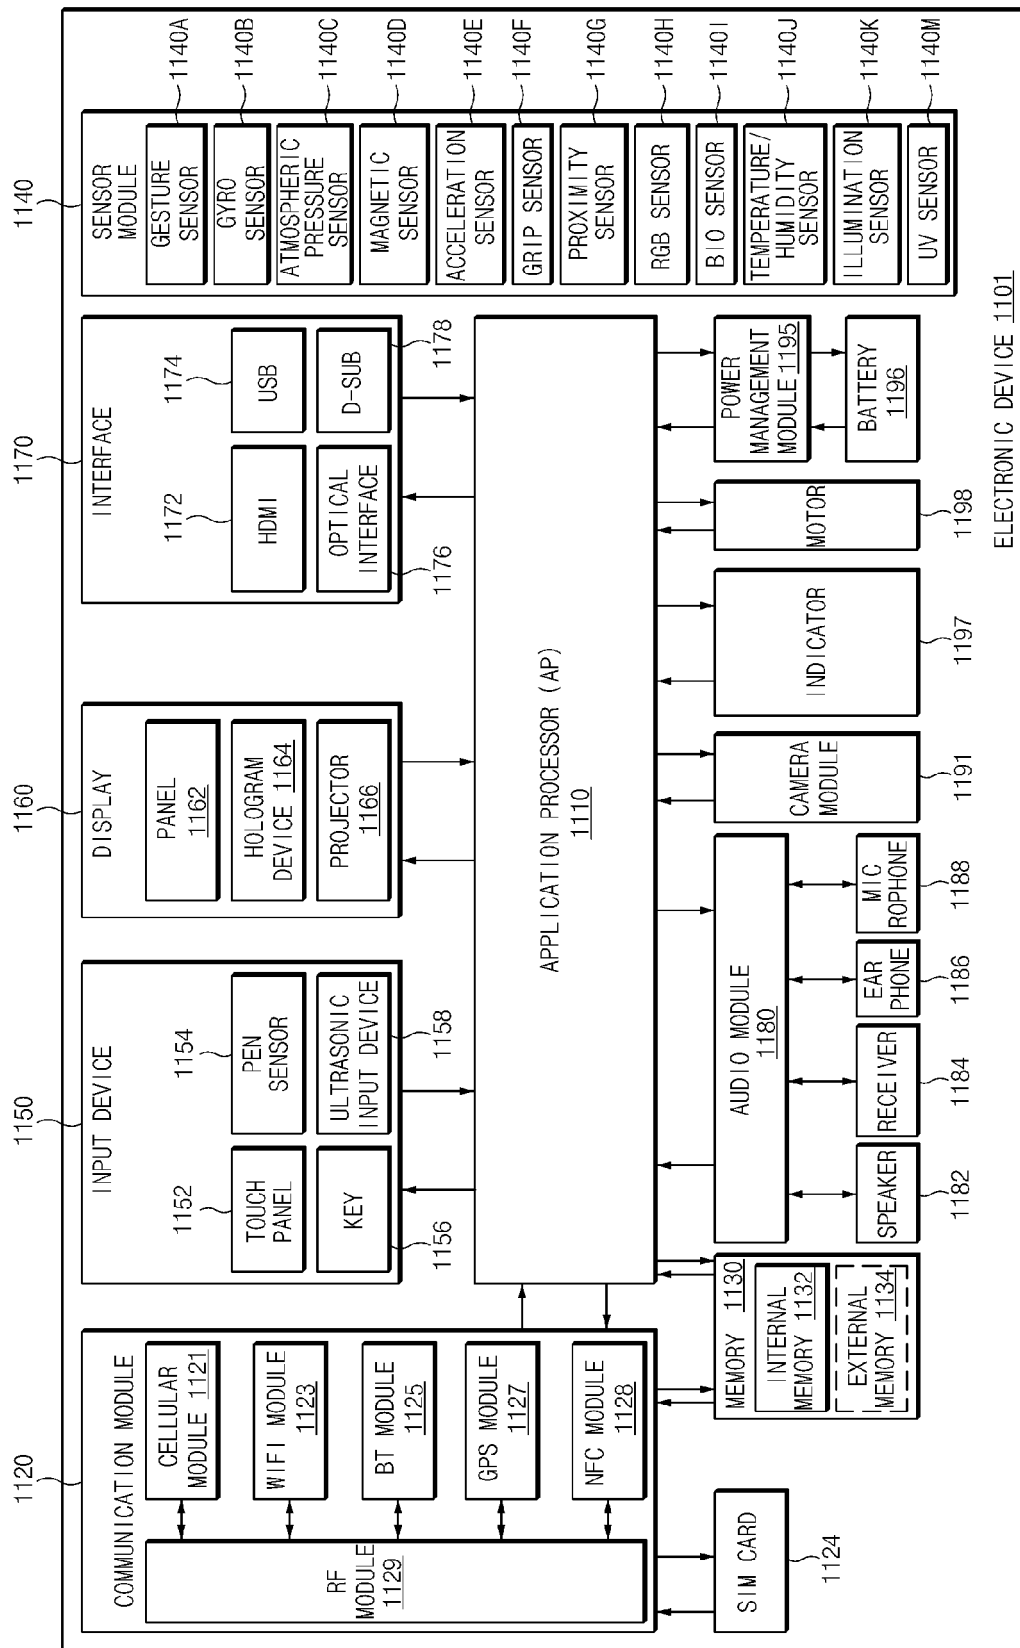 1120
COMMUNICATION MODULE
CELLULAR
MODULE 1121
WIFI MODULE
1123
BT MODULE
1125
GPS MODULE
1127
NFC MODULE
1128
RF
MODULE
1129
SIM CARD
1124
1150
INPUT DEVICE
1152
TOUCH
PANEL
1154
PEN
SENSOR
KEY
1156
ULTRASONIC
INPUT DEVICE
1158
1160
DISPLAY
PANEL
1162
HOLOGRAM
DEVICE 1164
PROJECTOR
1166
1170
INTERFACE
1172
HDMI
1174
USB
OPTICAL
INTERFACE
1176
D-SUB
1178
1140
SENSOR
MODULE
GESTURE
SENSOR
1140A
GYRO
SENSOR
1140B
ATMOSPHERIC
PRESSURE
SENSOR
1140C
MAGNETIC
SENSOR
1140D
ACCELERATION
SENSOR
1140E
GRIP SENSOR
1140F
PROXIMITY
SENSOR
1140G
RGB SENSOR
1140H
BIO SENSOR
1140I
TEMPERATURE/
HUMIDITY
SENSOR
1140J
ILLUMINATION
SENSOR
1140K
UV SENSOR
1140M
APPLICATION PROCESSOR (AP)
1110
MEMORY 1130
INTERNAL
MEMORY 1132
EXTERNAL
MEMORY 1134
AUDIO MODULE
1180
SPEAKER
1182
RECEIVER
1184
EAR
PHONE
1186
MIC
ROPHONE
1188
CAMERA
MODULE
1191
INDICATOR
1197
MOTOR
1198
POWER
MANAGEMENT
MODULE 1195
BATTERY
1196
ELECTRONIC DEVICE 1101